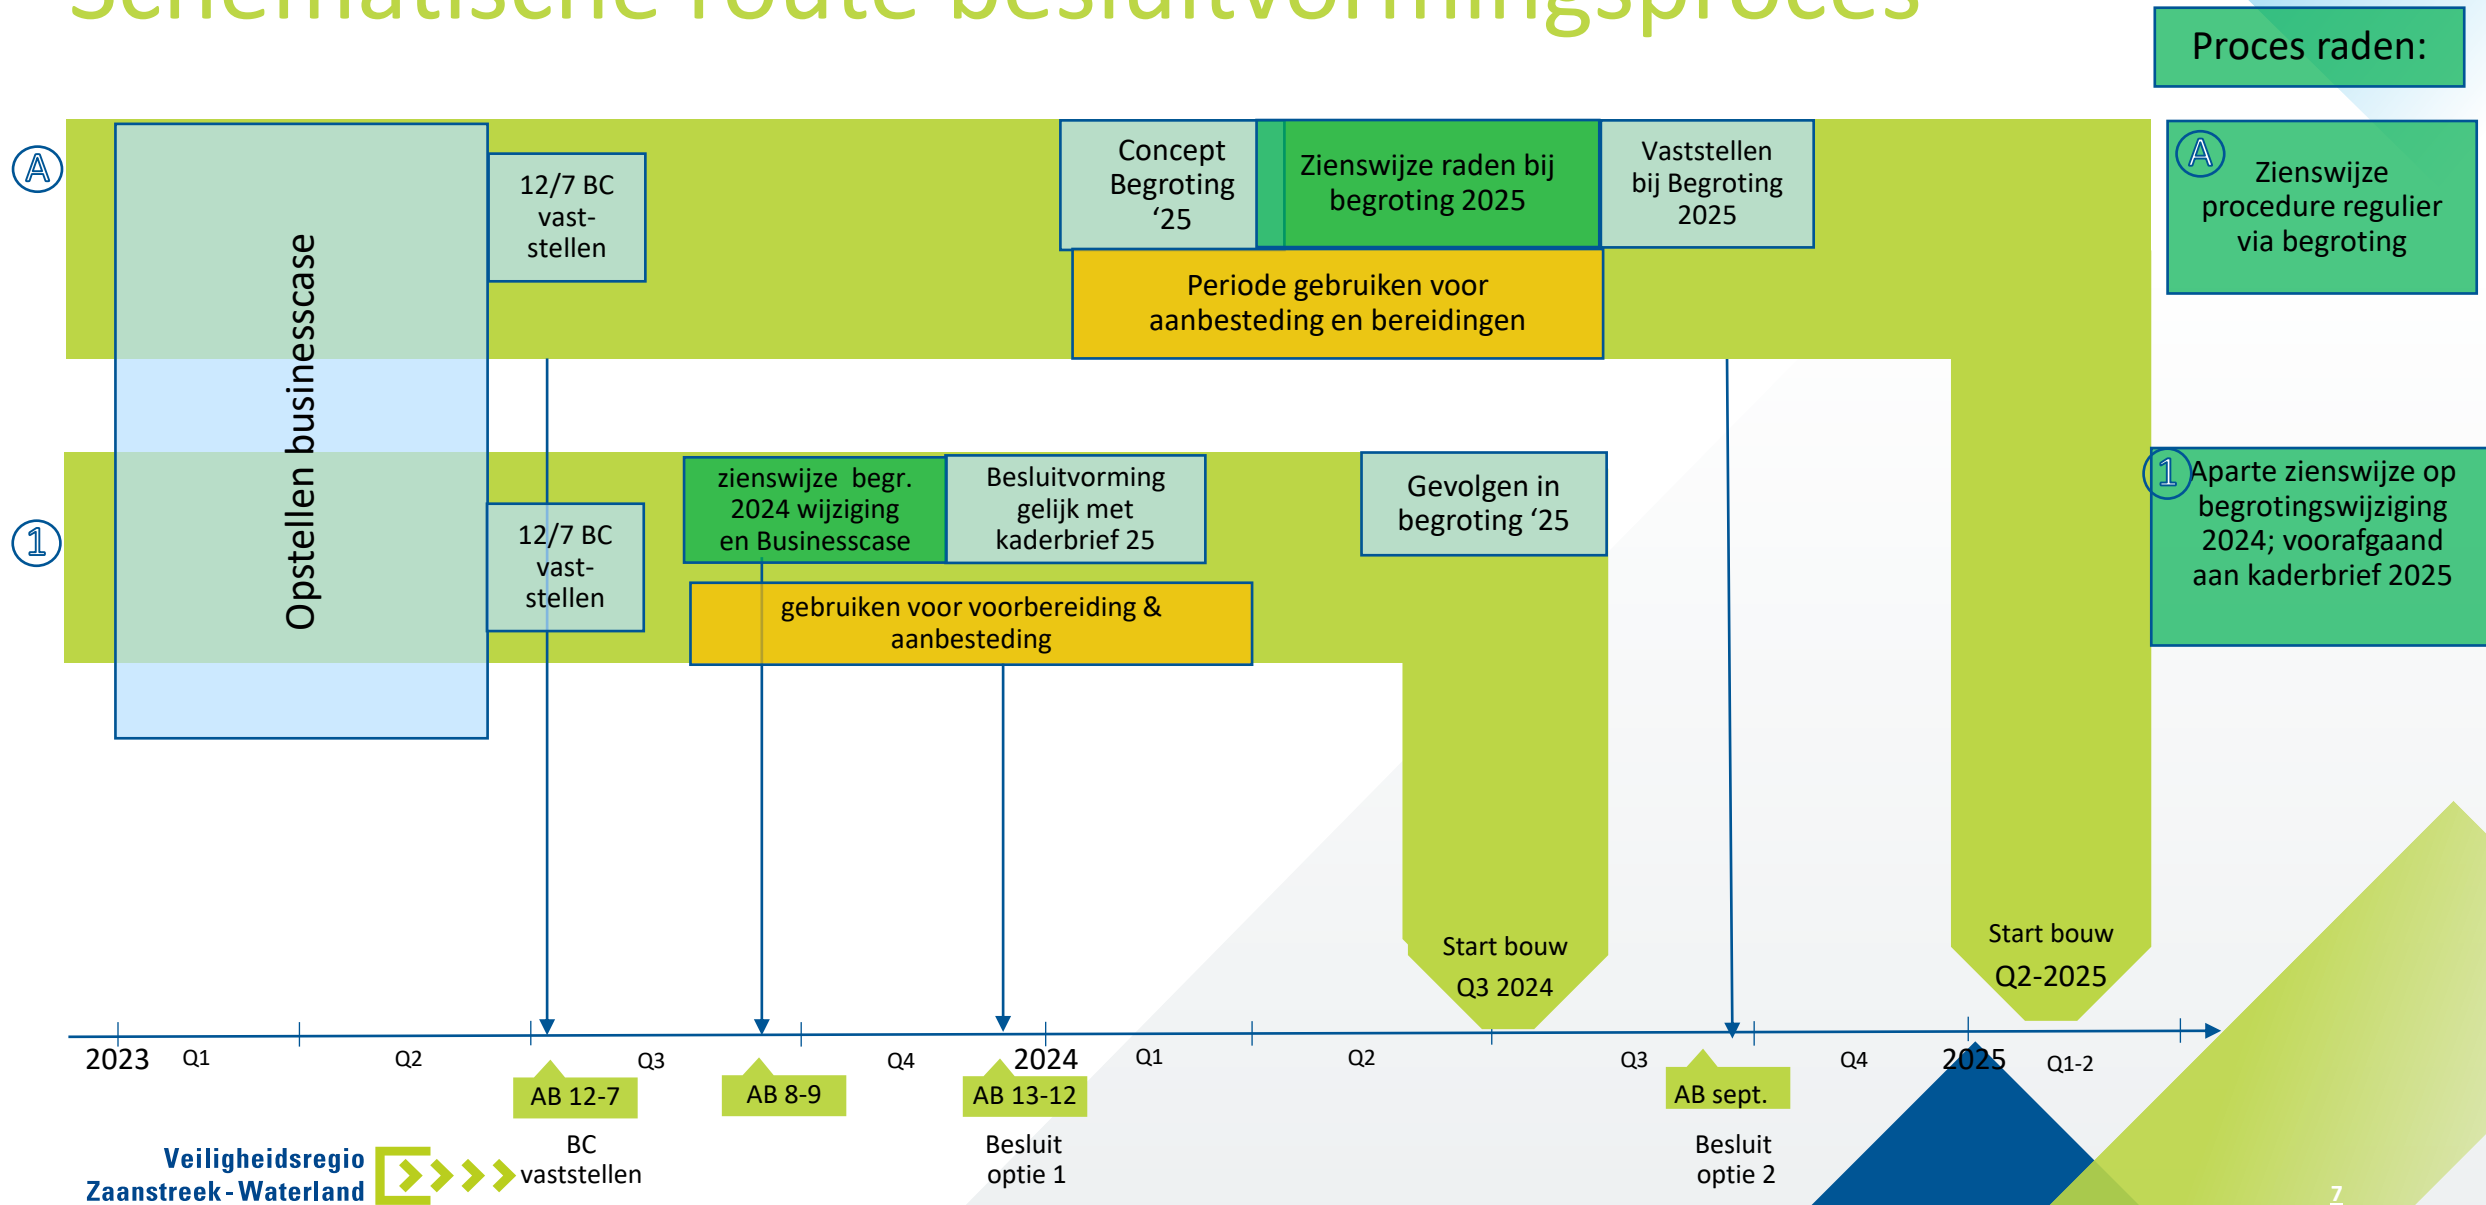 Schematische route besluitvormingsproces
Proces raden:
A
Opstellen businesscase
12/7 BC
vast-
stellen
Concept
Begroting
‘25
Zienswijze raden bij
begroting 2025
Vaststellen
bij Begroting
2025
Periode gebruiken voor
aanbesteding en bereidingen
A
Zienswijze
procedure regulier
via begroting
1
12/7 BC
vast-
stellen
zienswijze begr.
2024 wijziging
en Businesscase
Besluitvorming
gelijk met
kaderbrief 25
Gevolgen in
begroting ‘25
gebruiken voor voorbereiding &
aanbesteding
1
Aparte zienswijze op
begrotingswijziging
2024; voorafgaand
aan kaderbrief 2025
Start bouw
Q3 2024
Start bouw
Q2-2025
2023 Q1 Q2 Q3 Q4 2024 Q1 Q2 Q3 Q4 2025 Q1-2
AB 12-7
AB 8-9
AB 13-12
AB sept.
BC
vaststellen
Besluit
optie 1
Besluit
optie 2
Veiligheidsregio
Zaanstreek-Waterland
7